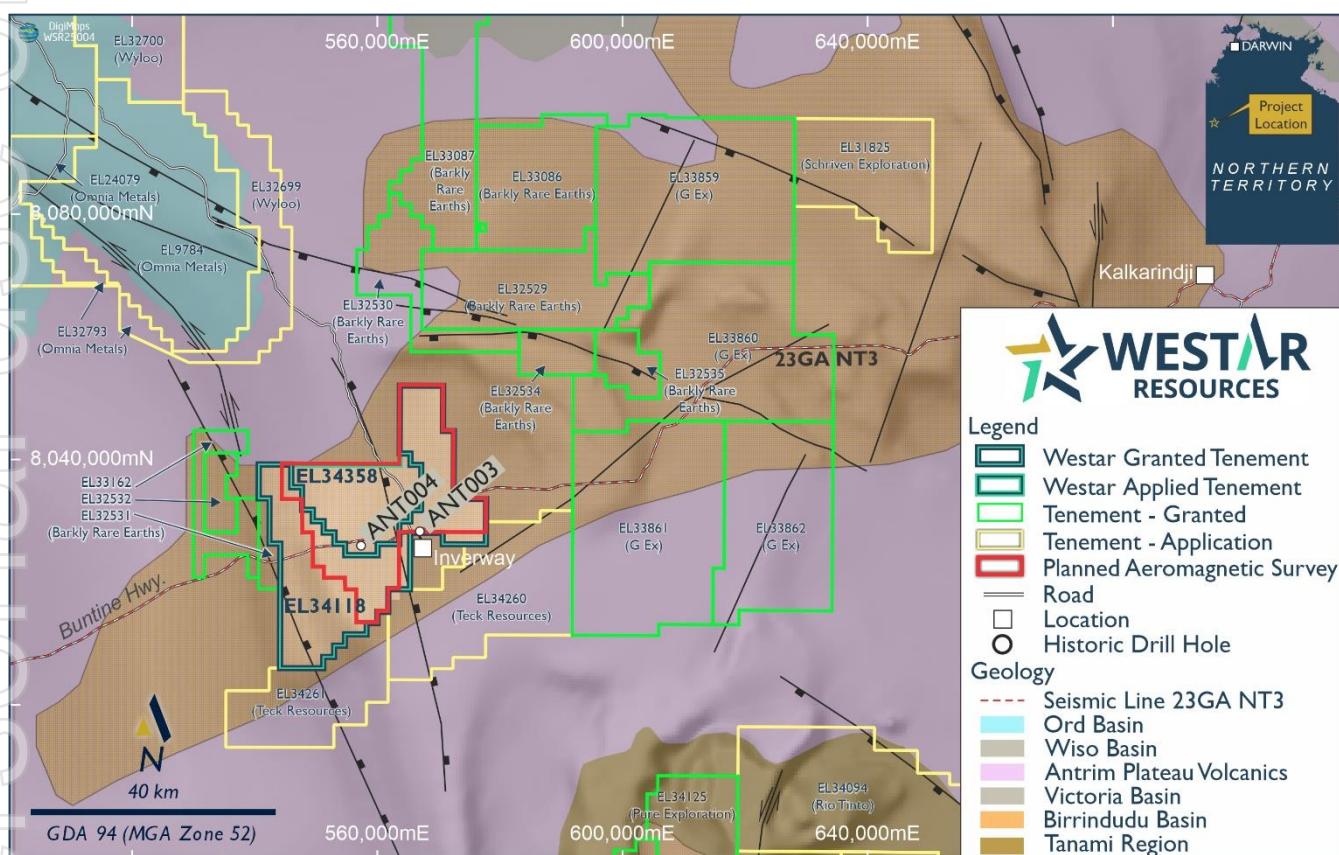 DigiMaps
WSR25004
EL32700
(Wyloo)
560,000mE
600,000mE
640,000mE
DARWIN
Project
Location
NORTHERN
TERRITORY
EL33087
(Barkly
Rare
Earths)
EL33086
(Barkly Rare Earths)
EL33859
(G Ex)
EL31825
(Schriven Exploration)
EL24079
(Omnia Metals)
EL32699
(Wyloo)
8,080,000mN
EL9784
(Omnia Metals)
Kalkarindji
EL32530
(Barkly Rare
Earths)
EL32529
(Barkly Rare Earths)
EL32793
(Omnia Metals)
EL33860
(G Ex)
23GA NT3
EL32534
(Barkly Rare
Earths)
EL32535
(Barkly Rare
Earths)
WESTAR
RESOURCES
8,040,000mN
EL33162
EL32532
EL32531
(Barkly Rare Earths)
EL34358
ANT004
ANT003
Inverway
EL33861
(G Ex)
EL33862
(G Ex)
Buntine Hwy.
EL34118
EL34260
(Teck Resources)
EL34261
(Teck Resources)
N
40 km
GDA 94 (MGA Zone 52)
EL34125
(Pure Exploration)
EL34094
(Rio Tinto)
560,000mE
600,000mE
640,000mE
Legend
Westar Granted Tenement
Westar Applied Tenement
Tenement - Granted
Tenement - Application
Planned Aeromagnetic Survey
Road
Location
Historic Drill Hole
Geology
Seismic Line 23GA NT3
Ord Basin
Wiso Basin
Antrim Plateau Volcanics
Victoria Basin
Birrindudu Basin
Tanami Region